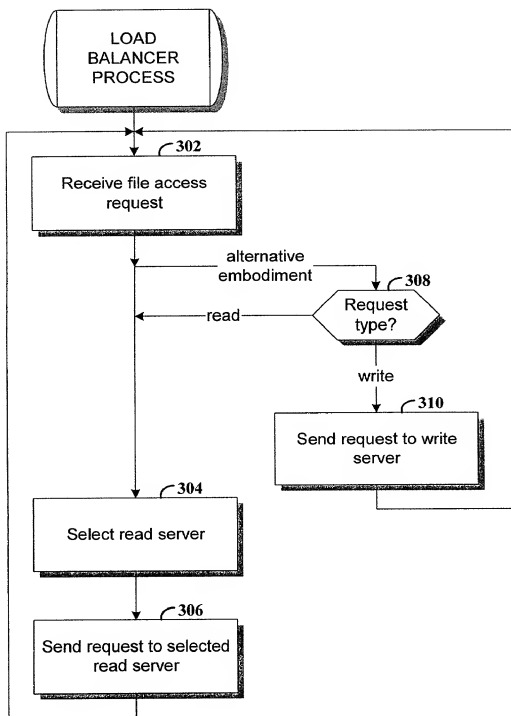 LOAD
BALANCER
PROCESS
302
Receive file access
request
alternative
embodiment
308
Request
type?
read
write
310
Send request to write
server
304
Select read server
306
Send request to selected
read server